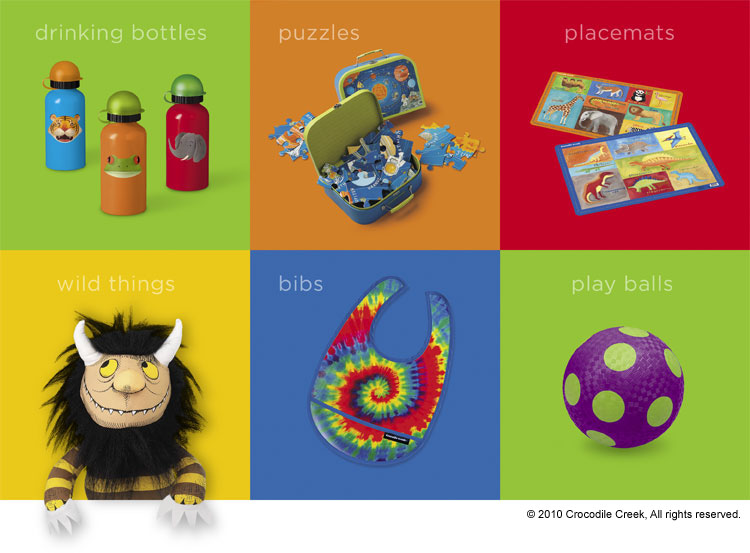 drinking bottles
puzzles
placemats
wild things
bibs
play balls
© 2010 Crocodile Creek, All rights reserved.